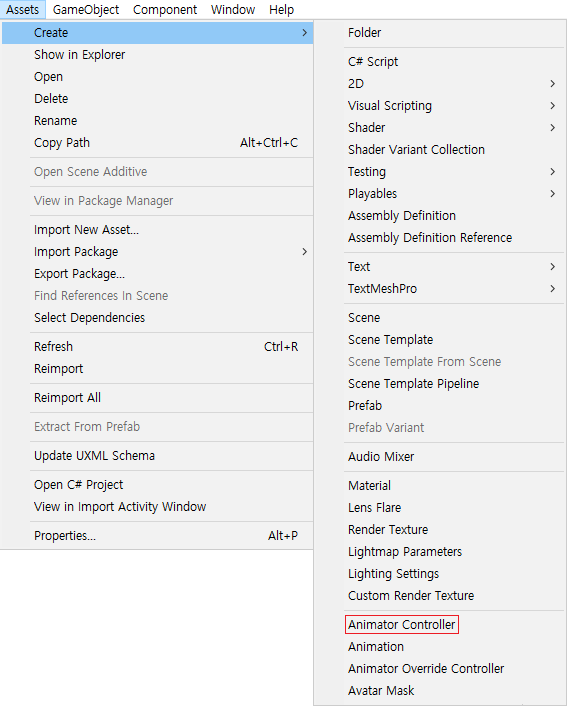 Assets GameObject Component Window Help
Create
Show in Explorer
Open
Delete
Rename
Copy Path Alt+Ctrl+C
Open Scene Additive
View in Package Manager
Import New Asset...
Import Package
Export Package...
Find References In Scene
Select Dependencies
Refresh Ctrl+R
Reimport
Reimport All
Extract From Prefab
Update UXML Schema
Open C# Project
View in Import Activity Window
Properties... Alt+P
Folder
C# Script
2D
Visual Scripting
Shader
Shader Variant Collection
Testing
Playables
Assembly Definition
Assembly Definition Reference
Text
TextMeshPro
Scene
Scene Template
Scene Template From Scene
Scene Template Pipeline
Prefab
Prefab Variant
Audio Mixer
Material
Lens Flare
Render Texture
Lightmap Parameters
Lighting Settings
Custom Render Texture
Animator Controller
Animation
Animator Override Controller
Avatar Mask